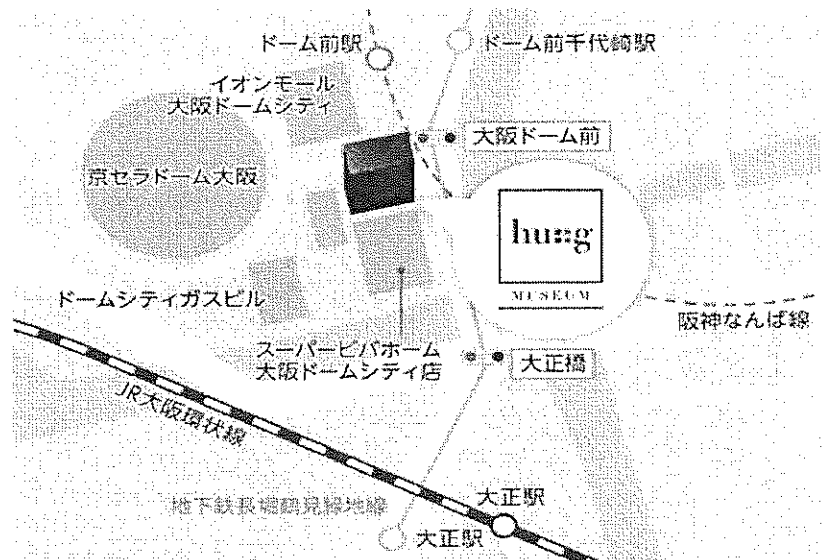 ドーム前駅
ドーム前千代崎駅
イオンモール
大阪ドームシティ
大阪ドーム前
京セラドーム大阪
hu::g
MUSEUM
ドームシティガスビル
阪神なんば線
スーパービバホーム
大阪ドームシティ店
大正橋
JR大阪環状線
地下鉄長堀鶴見緑地線
大正駅
大正駅